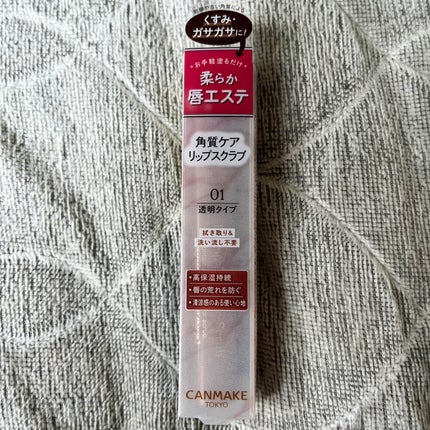 くすみ・
ガサガサに!
お手軽塗るだけ
柔らか
唇エステ
角質ケア
リップスクラブ
01
透明タイプ
拭き取り&
洗い流し不要
・高保湿持続
・唇の荒れを防ぐ
・清涼感のある使い心地
CANMAKE
TOKYO